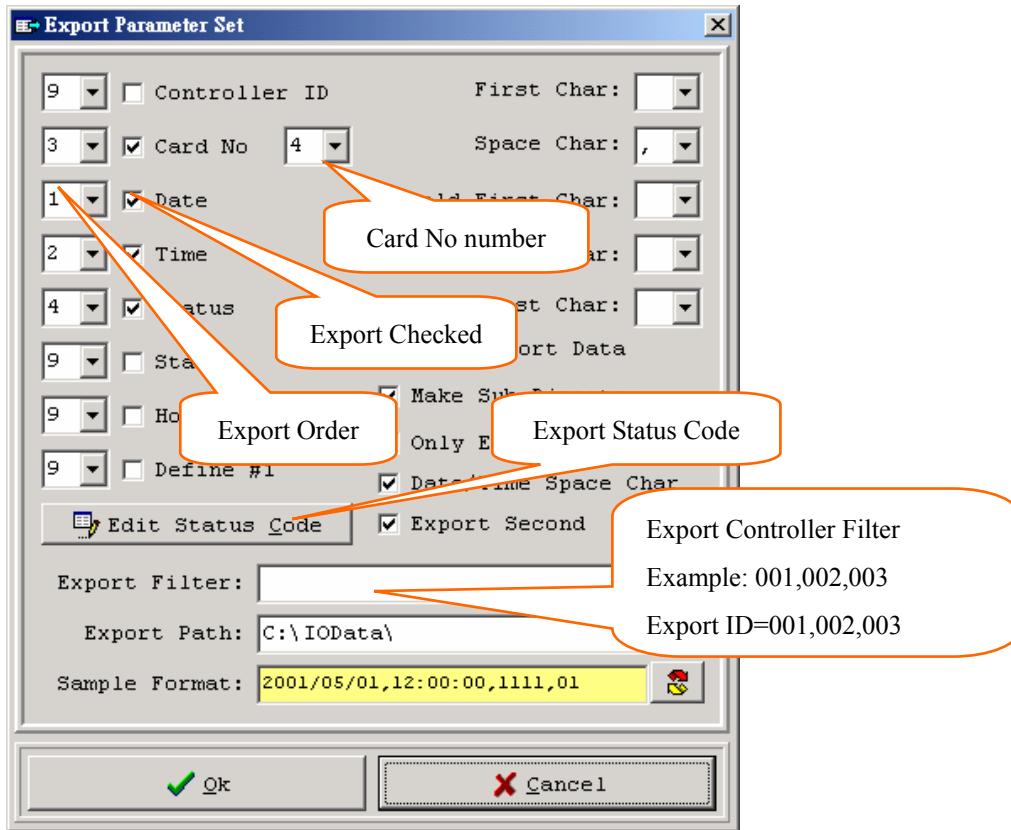 Export Parameter Set
9 Controller ID First Char:
3 Card No 4 Space Char: ,
1 Date First Char:
2 Time Char:
4 Char:
9 Data
9 Make
9 Define #1 Only
Date/Time Space Char
Edit Status Code Export Second
Card No number
Export Checked
Export Order
Export Status Code
Export Controller Filter
Example: 001,002,003
Export ID=001,002,003
Export Filter:
Export Path: C:\IOData\
Sample Format: 2001/05/01,12:00:00,1111,01
Ok Cancel